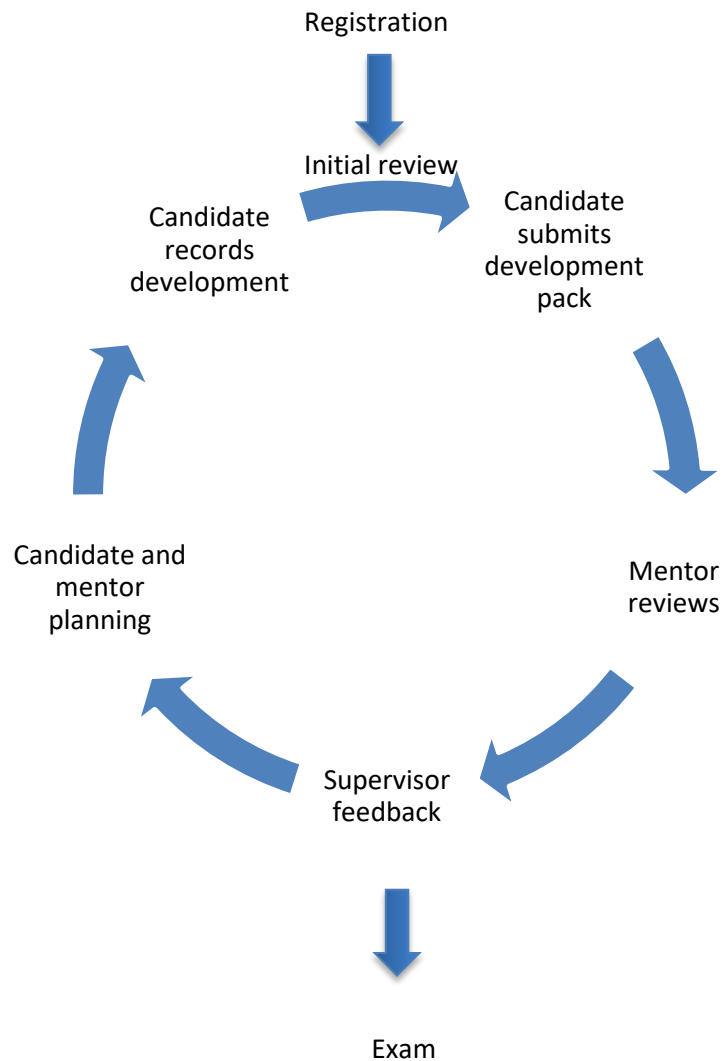 Registration
Initial review
Candidate
records
development
Candidate
submits
development
pack
Mentor
reviews
Supervisor
feedback
Candidate and
mentor
planning
Exam